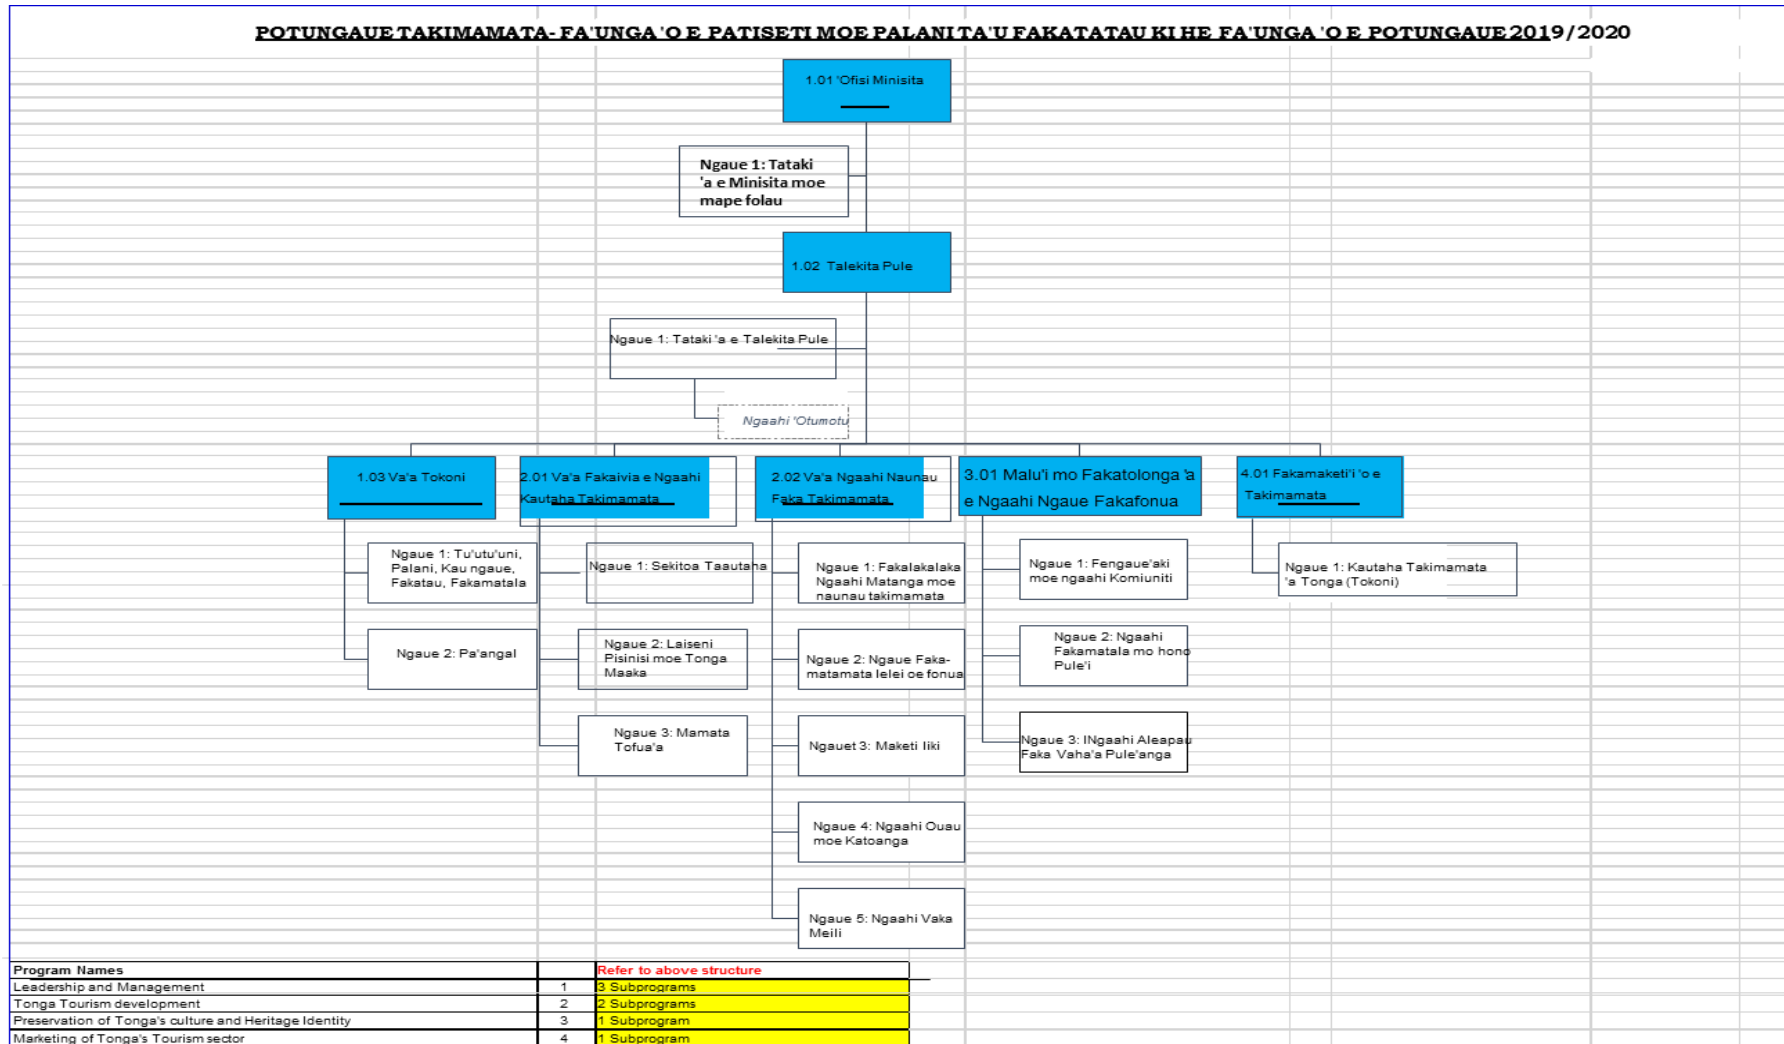 POTUNGAUE TAKIMAMATA- FA'UNGA 'O E PATISETI MOE PALANI TA'U FAKATATAU KI HE FA'UNGA 'O E POTUNGAUE 2019/2020
1.01 'Ofisi Minisita
Ngaue 1: Tataki
'a e Minisita moe
mape folau
1.02 Talekita Pule
Ngaue 1: Tataki 'a e Talekita Pule
Ngaahi 'Otumotu
1.03 Va'a Tokoni
Ngaue 1: Tu'utu'uni,
Palani, Kau ngaue,
Fakatau, Fakamatala
Ngaue 2: Pa'angal
2.01 Va'a Fakaivia e Ngaahi
Kautaha Takimamata
Ngaue 1: Sekitoa Taautaha
Ngaue 2: Laiseni
Pisinisi moe Tonga
Maaka
Ngaue 3: Mamata
Tofua'a
2.02 Va'a Ngaahi Naunau
Faka Takimamata
Ngaue 1: Fakalakalaka
Ngaahi Matanga moe
naunau takimamata
Ngaue 2: Ngaue Faka-
matamata lelei oe fonua
Ngauet 3: Maketi Iiki
Ngaue 4: Ngaahi Ouau
moe Katoanga
Ngaue 5: Ngaahi Vaka
Meili
3.01 Malu'i mo Fakatolonga 'a
e Ngaahi Ngaue Fakafonua
Ngaue 1: Fengaue'aki
moe ngaahi Komiuniti
Ngaue 2: Ngaahi
Fakamatala mo hono
Pule'i
Ngaue 3: INgaahi Aleapau
Faka Vaha'a Pule'anga
4.01 Fakamaketi'i 'o e
Takimamata
Ngaue 1: Kautaha Takimamata
'a Tonga (Tokoni)
Program Names Refer to above structure
Leadership and Management 1 3 Subprograms
Tonga Tourism development 2 2 Subprograms
Preservation of Tonga's culture and Heritage Identity 3 1 Subprogram
Marketing of Tonga's Tourism sector 4 1 Subprogram